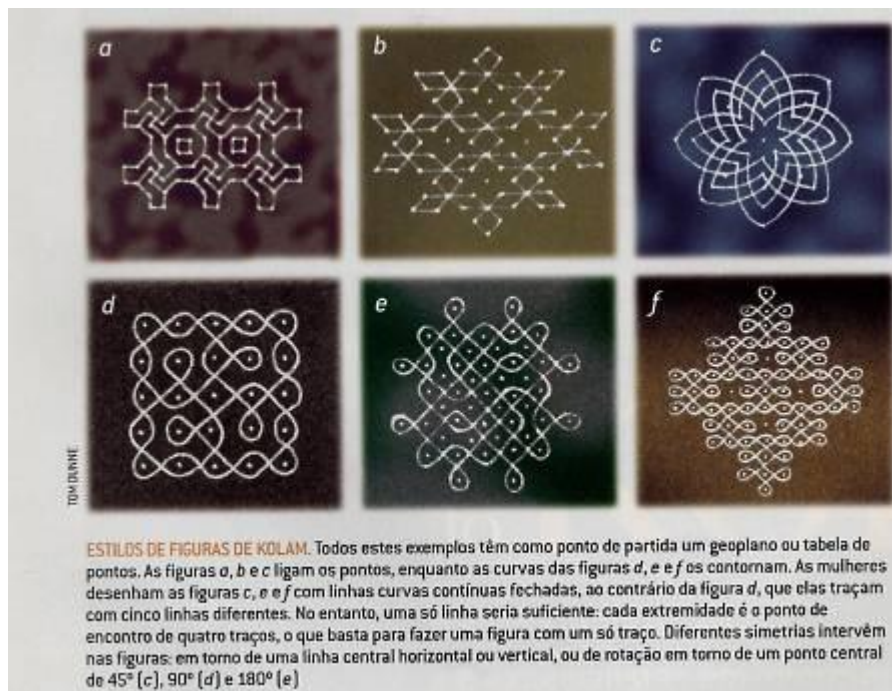 a
b
c
d
e
f
TOM DUNNE
ESTILOS DE FIGURAS DE KOLAM. Todos estes exemplos têm como ponto de partida um geoplano ou tabela de
pontos. As figuras a, b e c ligam os pontos, enquanto as curvas das figuras d, e e f os contornam. As mulheres
desenham as figuras c, e e f com linhas curvas contínuas fechadas, ao contrário da figura d, que elas traçam
com cinco linhas diferentes. No entanto, uma só linha seria suficiente: cada extremidade é o ponto de
encontro de quatro traços, o que basta para fazer uma figura com um só traço. Diferentes simetrias intervêm
nas figuras: em torno de uma linha central horizontal ou vertical, ou de rotação em torno de um ponto central
de 45º (c), 90º (d) e 180º (e)